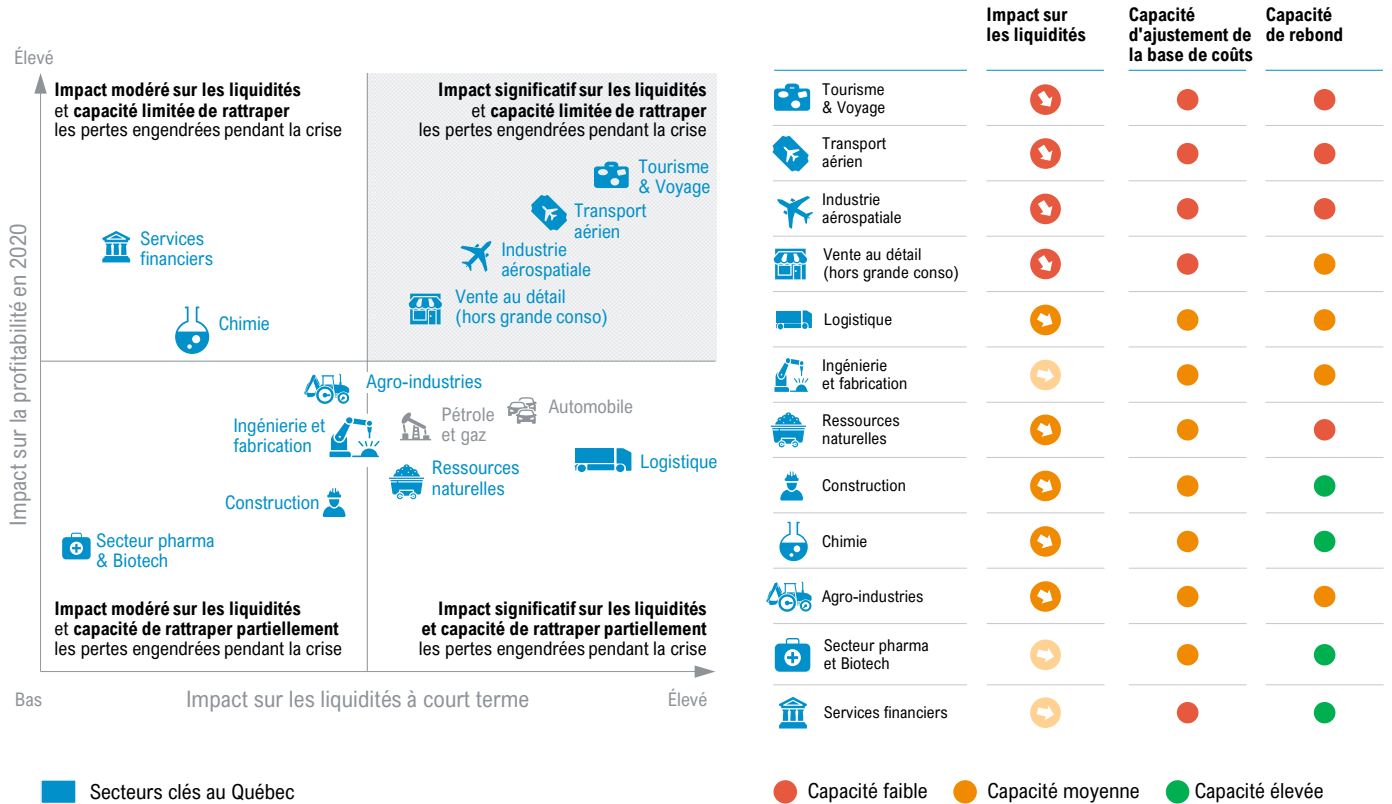 Élevé
Impact modéré sur les liquidités
et capacité limitée de rattraper
les pertes engendrées pendant la crise
Impact significatif sur les liquidités
et capacité limitée de rattraper
les pertes engendrées pendant la crise
Tourisme
& Voyage
Transport
aérien
Services
financiers
Industrie
aérospatiale
Vente au détail
(hors grande conso)
Chimie
Impact sur la profitabilité en 2020
Agro-industries
Automobile
Pétrole
et gaz
Ingénierie et
fabrication
Logistique
Ressources
naturelles
Construction
Secteur pharma
& Biotech
Impact modéré sur les liquidités
et capacité de rattraper partiellement
les pertes engendrées pendant la crise
Impact significatif sur les liquidités
et capacité de rattraper partiellement
les pertes engendrées pendant la crise
Bas
Impact sur les liquidités à court terme
Élevé
Secteurs clés au Québec
Impact sur
les liquidités
Capacité
d'ajustement de
la base de coûts
Capacité
de rebond
Tourisme
& Voyage
Transport
aérien
Industrie
aérospatiale
Vente au détail
(hors grande conso)
Logistique
Ingénierie
et fabrication
Ressources
naturelles
Construction
Chimie
Agro-industries
Secteur pharma
et Biotech
Services financiers
Capacité faible
Capacité moyenne
Capacité élevée